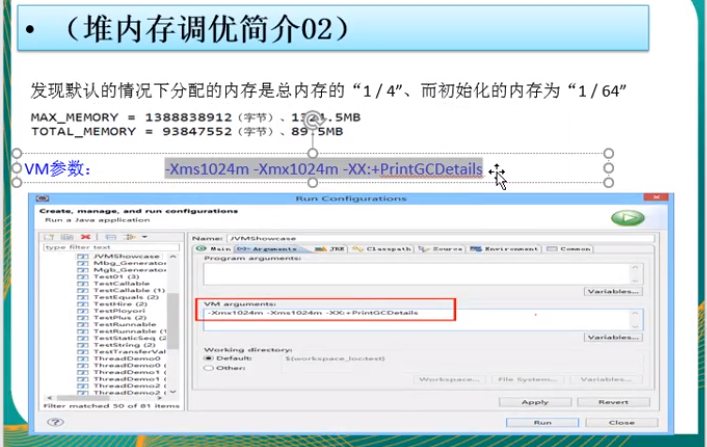 • （堆内存调优简介02）
发现默认的情况下分配的内存是总内存的“1 / 4”、而初始化的内存为“1 / 64”
MAX_MEMORY = 1388838912（字节）、1324.5MB
TOTAL_MEMORY = 93847552（字节）、89.5MB
VM参数： -Xms1024m -Xmx1024m -XX:+PrintGCDetails
Run Configurations
Create, manage, and run configurations
Run a Java application
type filter text
JVMShowcase
Mbg_Generator
Mgb_Generator
Test01 (3)
TestCallable
TestCallable (1)
TestEquals (2)
TestHire (2)
TestPloyori
TestPlus (2)
TestRunnable
TestRunnable (1
TestStaticSeq (2
TestString (2)
TestTransferVal
ThreadDemo0
ThreadDemo0 (
ThreadDemo1
ThreadDemo1 (
ThreadDemo2
ThreadDemo2 (
Filter matched 50 of 81 items
Name: JVMShowcase
Main Arguments JRE Classpath Source Environment Common
Program arguments:
Variables...
VM arguments:
-Xms1024m -Xms1024m -XX:+PrintGCDetails
Variables...
Working directory:
Default: ${workspace_loc:test}
Other:
Workspace... File System... Variables...
Apply Revert
Run Close